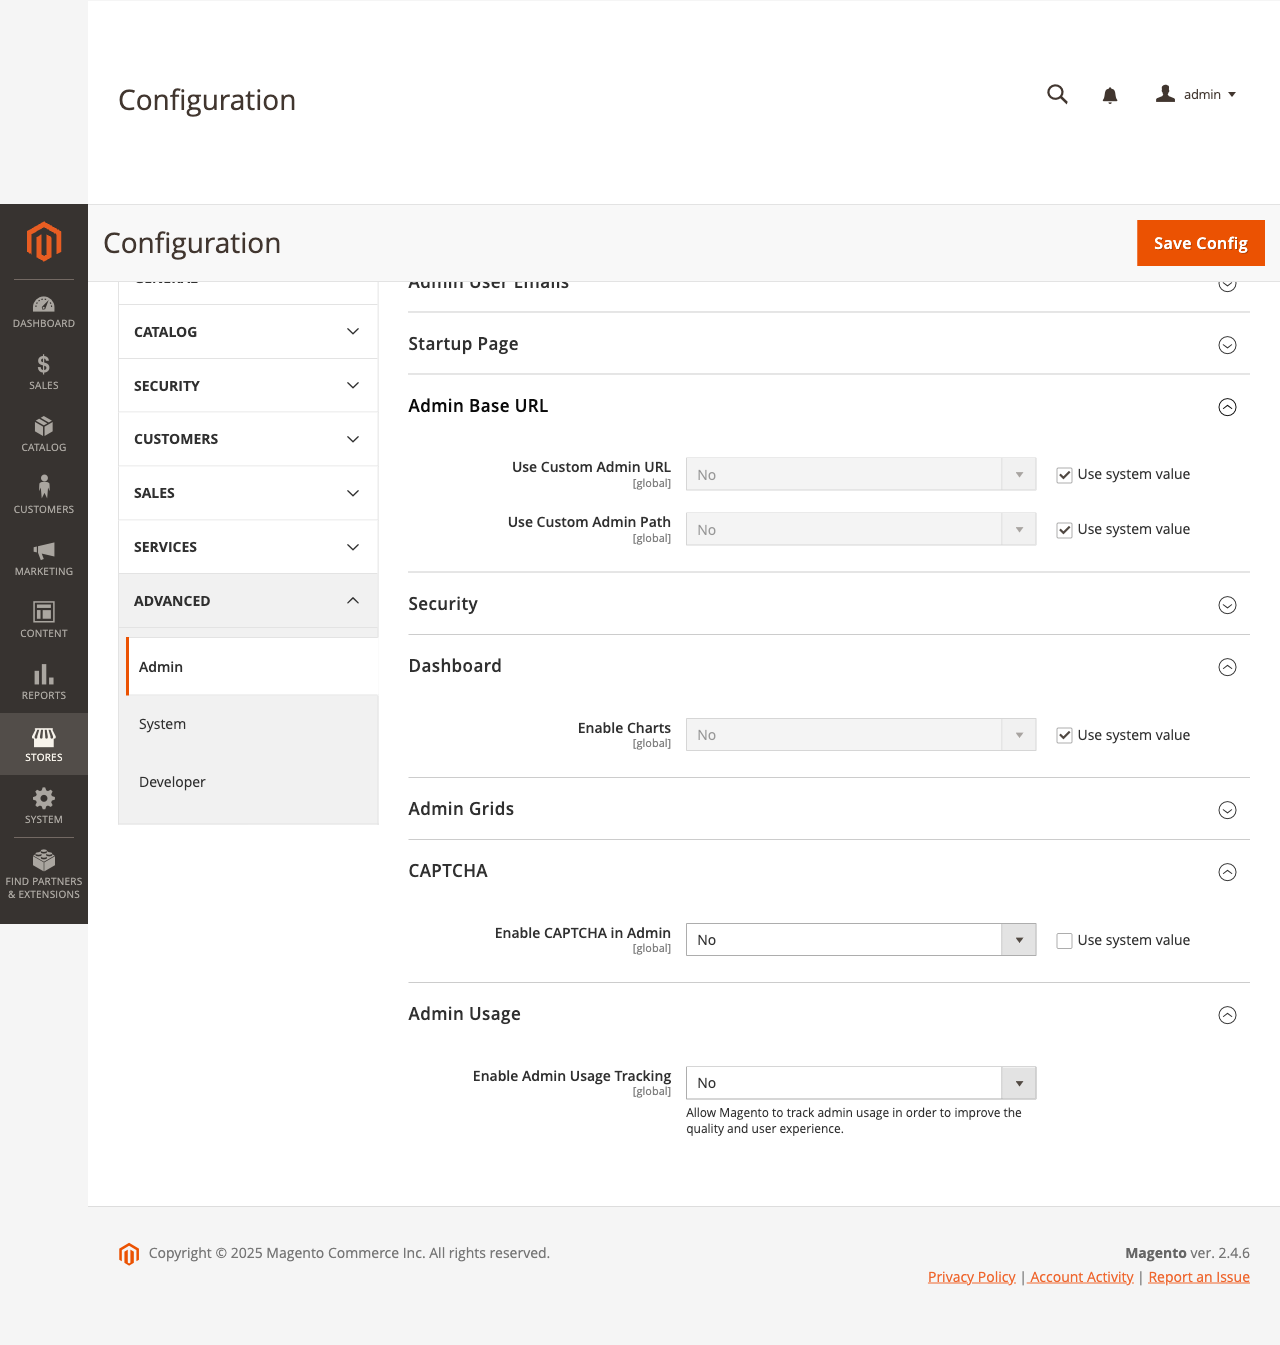 Configuration
admin
Configuration
Save Config
DASHBOARD
SALES
CATALOG
CUSTOMERS
MARKETING
CONTENT
REPORTS
STORES
SYSTEM
FIND PARTNERS
& EXTENSIONS
GENERAL
CATALOG
SECURITY
CUSTOMERS
SALES
SERVICES
ADVANCED
Admin
System
Developer
Admin User Emails
Startup Page
Admin Base URL
Use Custom Admin URL
[global]
No
Use system value
Use Custom Admin Path
[global]
No
Use system value
Security
Dashboard
Enable Charts
[global]
No
Use system value
Admin Grids
CAPTCHA
Enable CAPTCHA in Admin
[global]
No
Use system value
Admin Usage
Enable Admin Usage Tracking
[global]
No
Allow Magento to track admin usage in order to improve the
quality and user experience.
Copyright © 2025 Magento Commerce Inc. All rights reserved.
Magento ver. 2.4.6
Privacy Policy | Account Activity | Report an Issue